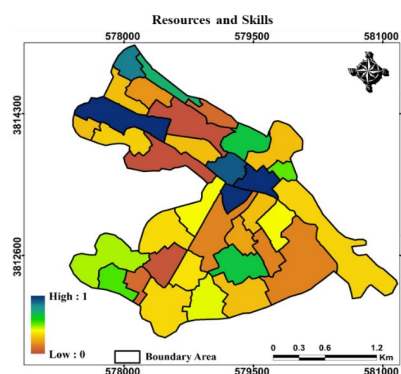 Resources and Skills
578000 579500 581000
3814300
3812800
High : 1
Low : 0
Boundary Area
0 0.3 0.6 1.2
Km
578000 579500 581000